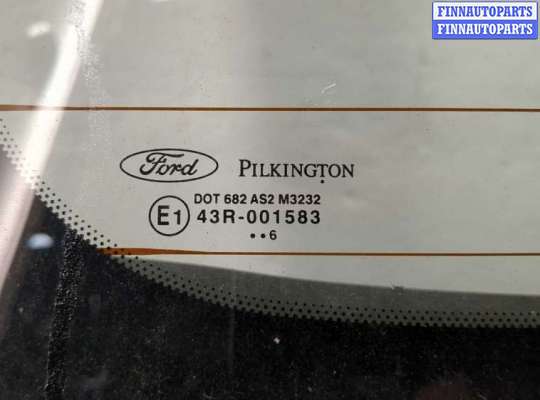 FINNAUTOPARTS
FINNAUTOPARTS
Ford PILKINGTON
DOT 682 AS2 M3232
E1 43R-001583
••6